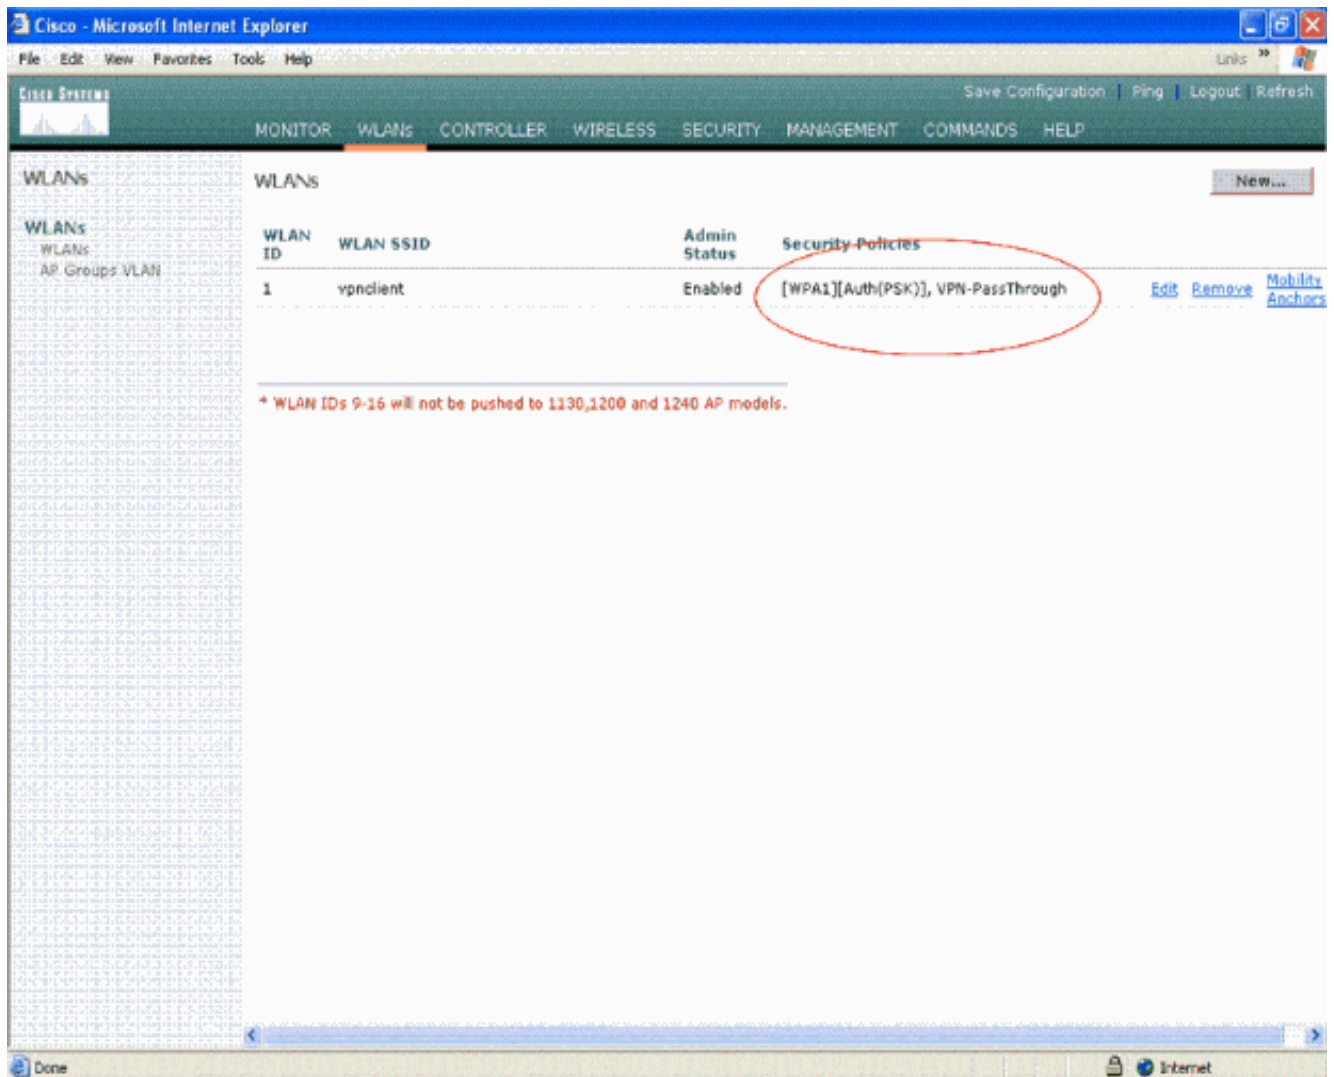 Cisco - Microsoft Internet Explorer
File Edit View Favorites Tools Help
Links »
Cisco Systems
Save Configuration | Ping | Logout | Refresh
MONITOR WLANs CONTROLLER WIRELESS SECURITY MANAGEMENT COMMANDS HELP
WLANs
WLANs
WLANs
AP Groups VLAN
WLANs
New...
WLAN ID WLAN SSID Admin Status Security Policies
1 vpnclient Enabled [WPA1][Auth(PSK)], VPN-PassThrough Edit Remove Mobility Anchors
* WLAN IDs 9-16 will not be pushed to 1130,1200 and 1240 AP models.
Done
Internet